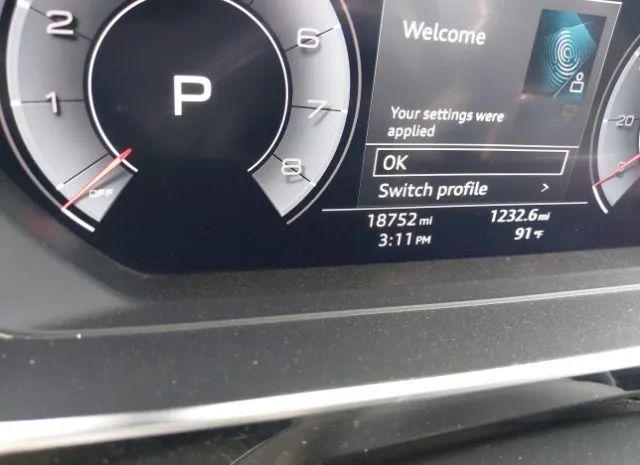 2
1
OFF
P
6
7
8
Welcome
Your settings were
applied
OK
Switch profile >
18752 mi 1232.6 mi
3:11 PM 91 °F
20